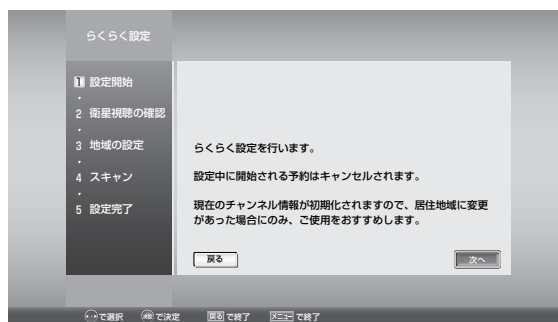 らくらく設定
1 設定開始
2 衛星視聴の確認
3 地域の設定
4 スキャン
5 設定完了
らくらく設定を行います。
設定中に開始される予約はキャンセルされます。
現在のチャンネル情報が初期化されますので、居住地域に変更
があった場合にのみ、ご使用をおすすめします。
戻る
次へ
で選択 決定 で決定 戻る で終了 メニュー で終了